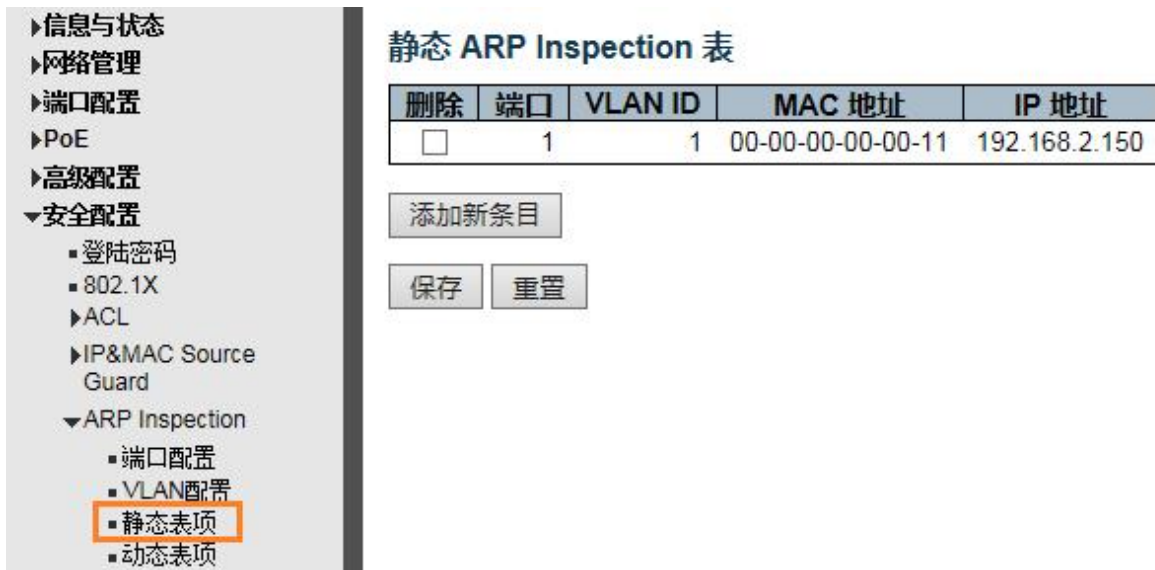 信息与状态
网络管理
端口配置
PoE
高级配置
安全配置
登陆密码
802.1X
ACL
IP&MAC Source
Guard
ARP Inspection
端口配置
VLAN配置
静态表项
动态表项
静态 ARP Inspection 表
删除 端口 VLAN ID MAC 地址 IP 地址
1 1 00-00-00-00-00-11 192.168.2.150
添加新条目
保存 重置